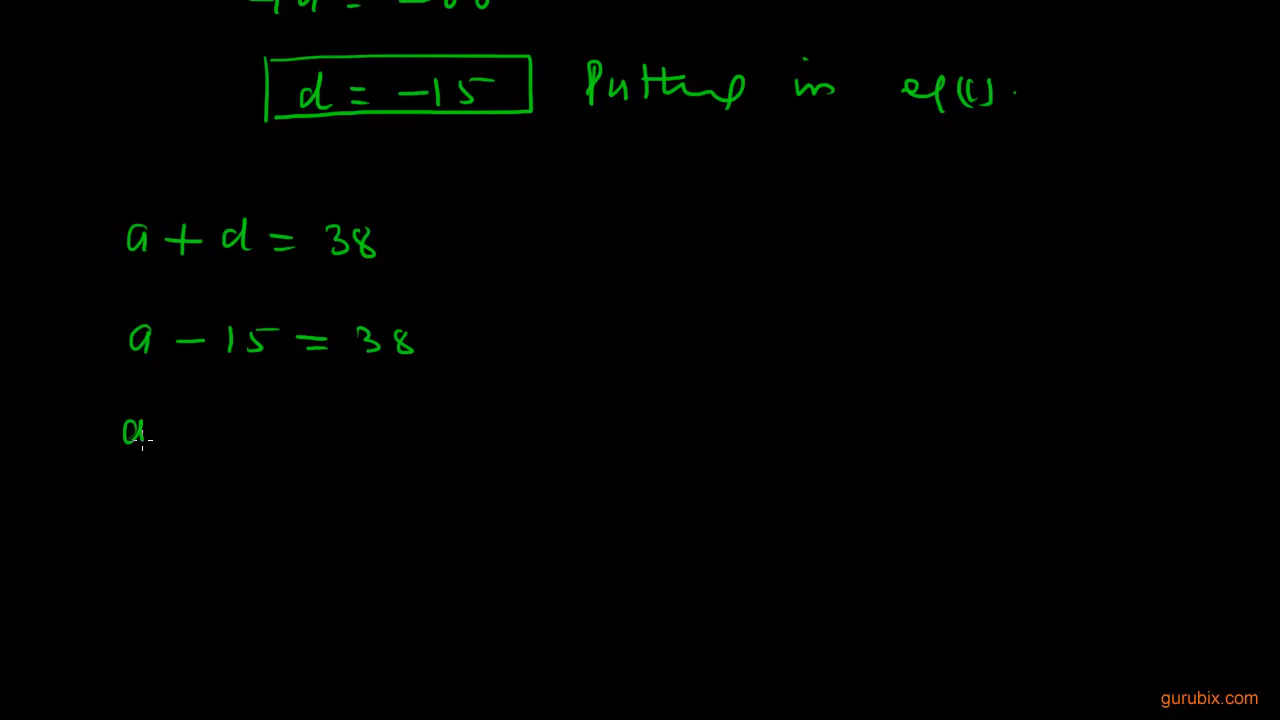 d = -15 Putting in eq(1).
a + d = 38
a - 15 = 38
a
gurubix.com